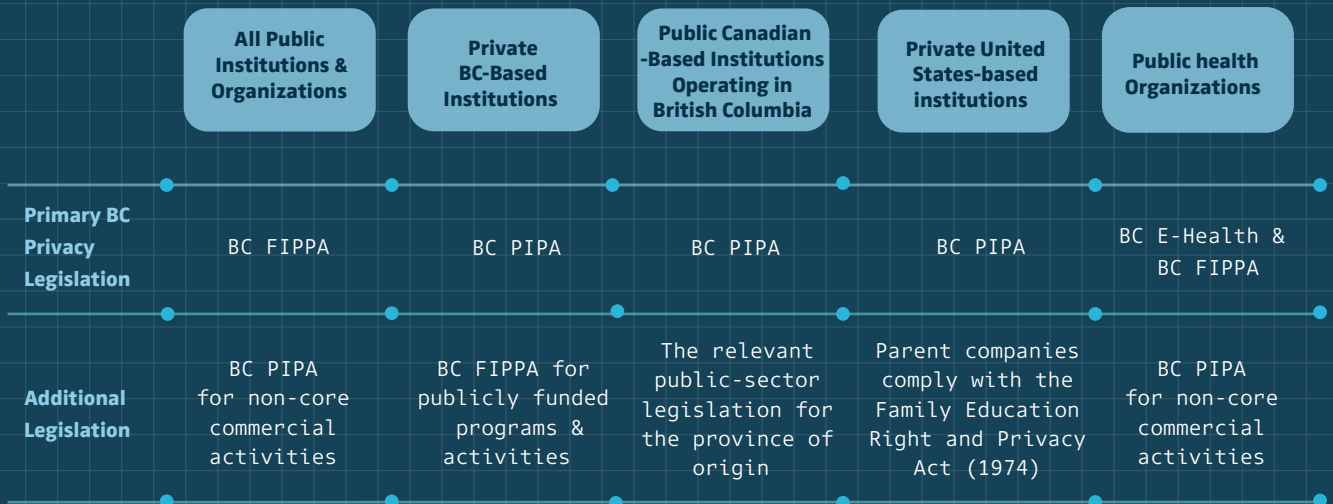 All Public
Institutions &
Organizations
Private
BC-Based
Institutions
Public Canadian
-Based Institutions
Operating in
British Columbia
Private United
States-based
institutions
Public health
Organizations
Primary BC
Privacy
Legislation
BC FIPPA
BC PIPA
BC PIPA
BC PIPA
BC E-Health &
BC FIPPA
Additional
Legislation
BC PIPA
for non-core
commercial
activities
BC FIPPA for
publicly funded
programs &
activities
The relevant
public-sector
legislation for
the province of
origin
Parent companies
comply with the
Family Education
Right and Privacy
Act (1974)
BC PIPA
for non-core
commercial
activities